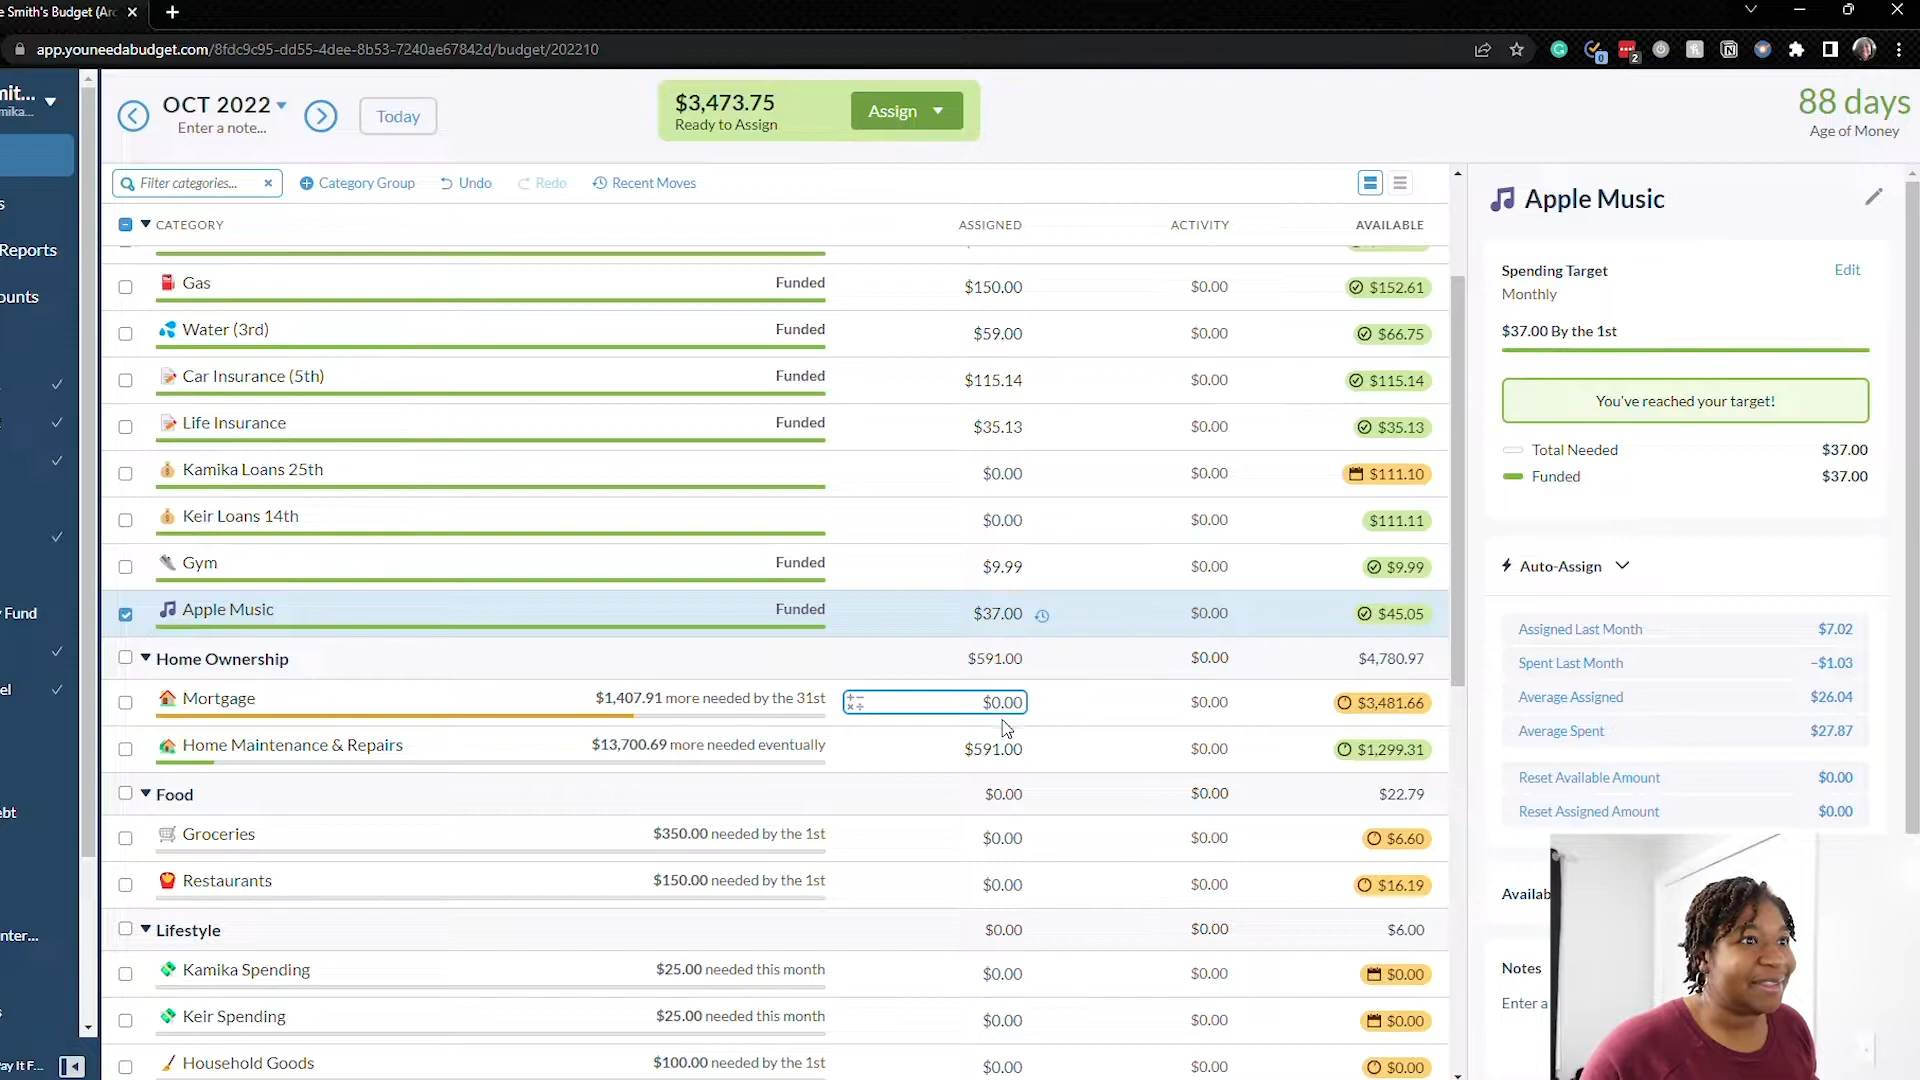 e Smith's Budget (Arc
app.youneedabudget.com/8fdc9c95-dd55-4dee-8b53-7240ae67842d/budget/202210
0
2
mit...
mika...
s
Reports
ounts
y Fund
el
ebt
nter...
s
Pay It F...
OCT 2022
Enter a note...
Today
$3,473.75
Ready to Assign
Assign
88 days
Age of Money
Filter categories...
Category Group
Undo
Redo
Recent Moves
CATEGORY
ASSIGNED
ACTIVITY
AVAILABLE
Gas Funded $150.00 $0.00 $152.61
Water (3rd) Funded $59.00 $0.00 $66.75
Car Insurance (5th) Funded $115.14 $0.00 $115.14
Life Insurance Funded $35.13 $0.00 $35.13
Kamika Loans 25th $0.00 $0.00 $111.10
Keir Loans 14th $0.00 $0.00 $111.11
Gym Funded $9.99 $0.00 $9.99
Apple Music Funded $37.00 $0.00 $45.05
Home Ownership $591.00 $0.00 $4,780.97
Mortgage $1,407.91 more needed by the 31st $0.00 $0.00 $3,481.66
Home Maintenance & Repairs $13,700.69 more needed eventually $591.00 $0.00 $1,299.31
Food $0.00 $0.00 $22.79
Groceries $350.00 needed by the 1st $0.00 $0.00 $6.60
Restaurants $150.00 needed by the 1st $0.00 $0.00 $16.19
Lifestyle $0.00 $0.00 $6.00
Kamika Spending $25.00 needed this month $0.00 $0.00 $0.00
Keir Spending $25.00 needed this month $0.00 $0.00 $0.00
Household Goods $100.00 needed by the 1st $0.00 $0.00 $0.00
Apple Music
Spending Target Edit
Monthly
$37.00 By the 1st
You've reached your target!
Total Needed $37.00
Funded $37.00
Auto-Assign
Assigned Last Month $7.02
Spent Last Month –$1.03
Average Assigned $26.04
Average Spent $27.87
Reset Available Amount $0.00
Reset Assigned Amount $0.00
Availab
Notes
Enter a